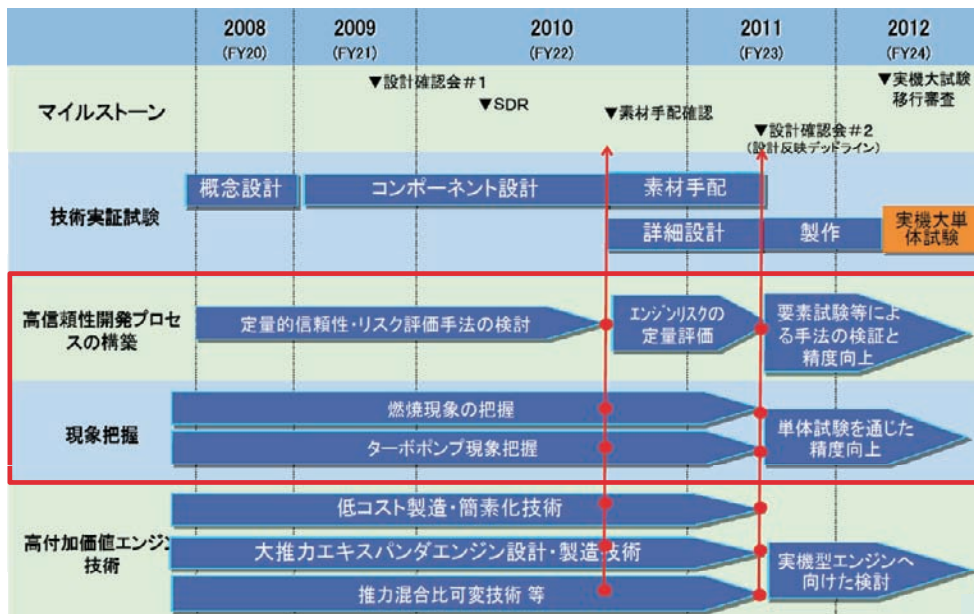 2008 2009 2010 2011 2012
(FY20) (FY21) (FY22) (FY23) (FY24)
マイルストーン
▼設計確認会#1
▼SDR
▼素材手配確認
▼設計確認会#2
(設計反映デッドライン)
▼実機大試験
移行審査
技術実証試験
概念設計
コンポーネント設計
素材手配
詳細設計
製作
実機大単
体試験
高信頼性開発プロセ
スの構築
定量的信頼性・リスク評価手法の検討
エンジンリスクの
定量評価
要素試験等によ
る手法の検証と
精度向上
現象把握
燃焼現象の把握
ターボポンプ現象把握
単体試験を通じた
精度向上
高付加価値エンジン
技術
低コスト製造・簡素化技術
大推力エキスパンダエンジン設計・製造技術
推力混合比可変技術 等
実機型エンジンへ
向けた検討